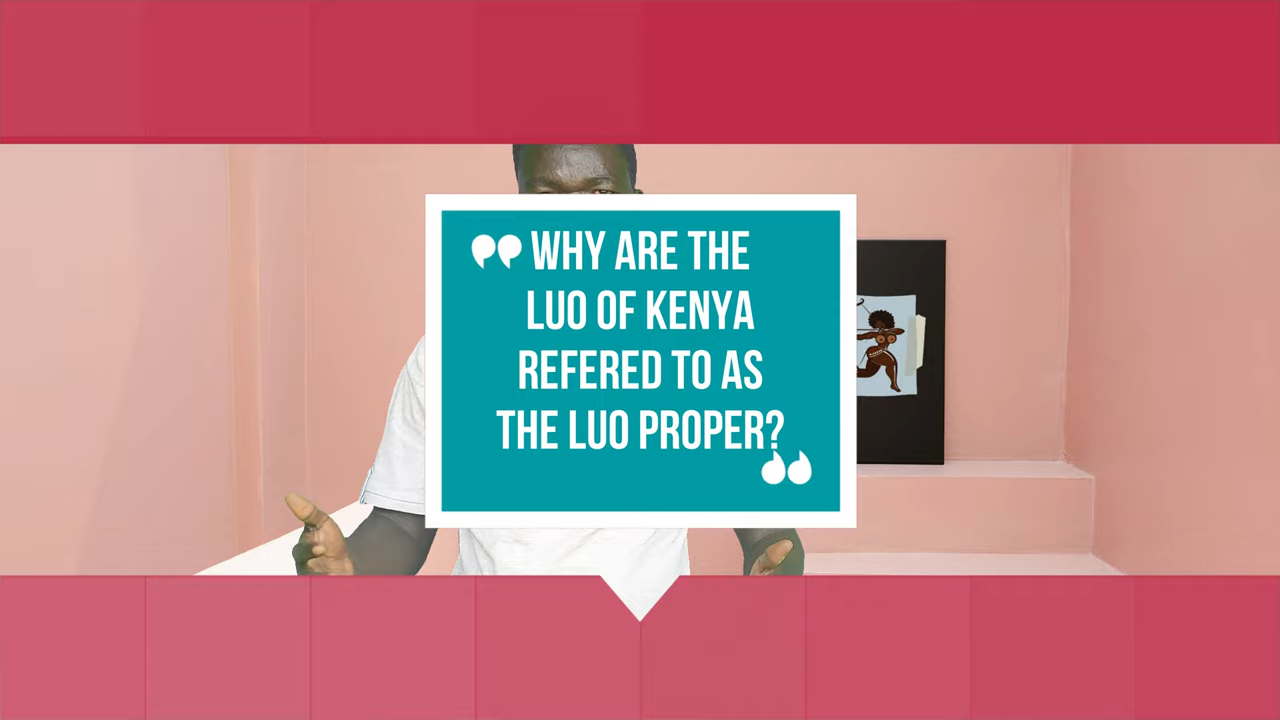 WHY ARE THE
LUO OF KENYA
REFERED TO AS
THE LUO PROPER?